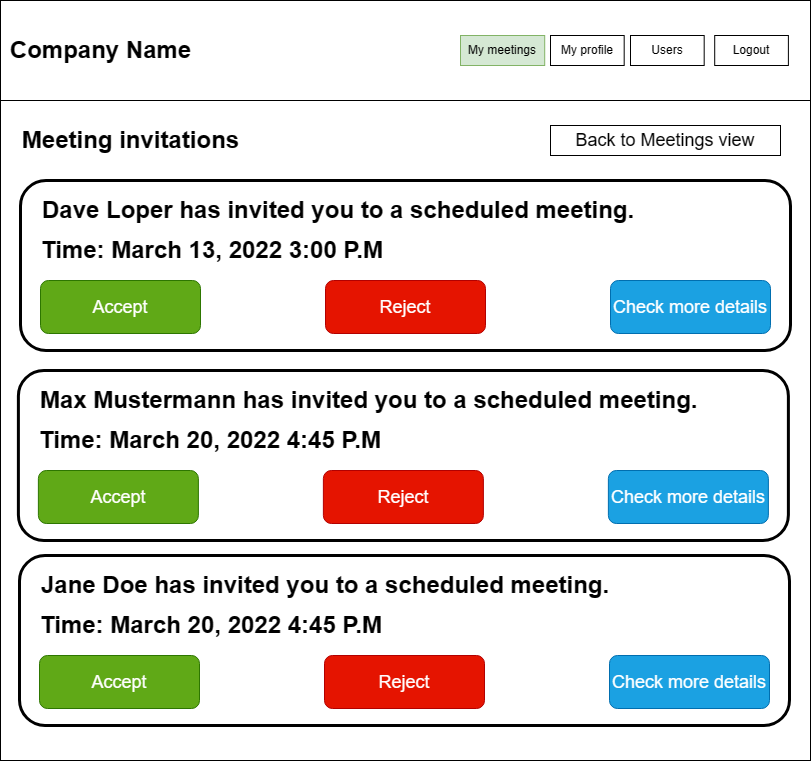 Company Name
My meetings
My profile
Users
Logout
Meeting invitations
Back to Meetings view
Dave Loper has invited you to a scheduled meeting.
Time: March 13, 2022 3:00 P.M
Accept
Reject
Check more details
Max Mustermann has invited you to a scheduled meeting.
Time: March 20, 2022 4:45 P.M
Accept
Reject
Check more details
Jane Doe has invited you to a scheduled meeting.
Time: March 20, 2022 4:45 P.M
Accept
Reject
Check more details